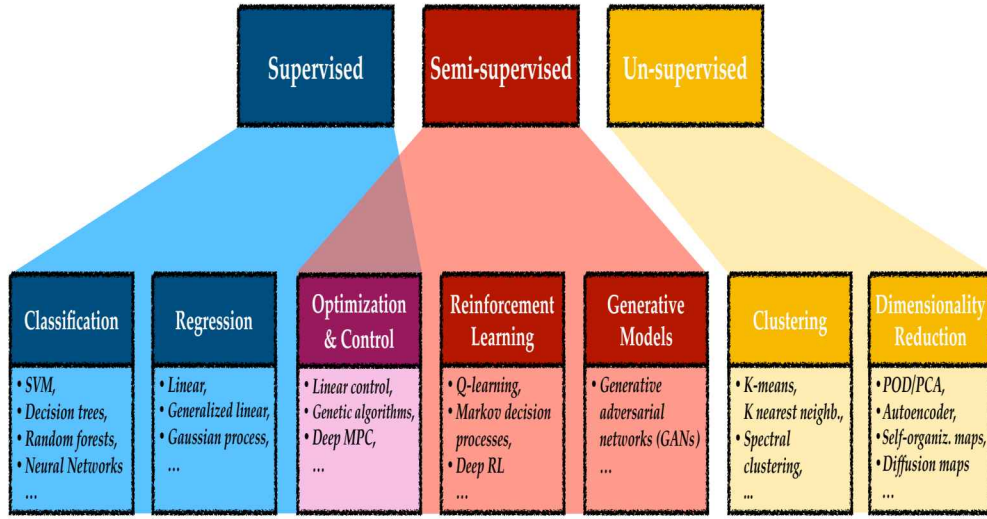 Supervised
Semi-supervised
Un-supervised
Classification
• SVM,
• Decision trees,
• Random forests,
• Neural Networks
...
Regression
• Linear,
• Generalized linear,
• Gaussian process,
...
Optimization
& Control
• Linear control,
• Genetic algorithms,
• Deep MPC,
...
Reinforcement
Learning
• Q-learning,
• Markov decision
processes,
• Deep RL
...
Generative
Models
• Generative
adversarial
networks (GANs)
...
Clustering
• K-means,
K nearest neighb.,
• Spectral
clustering,
...
Dimensionality
Reduction
• POD/PCA,
• Autoencoder,
• Self-organiz. maps,
• Diffusion maps
...